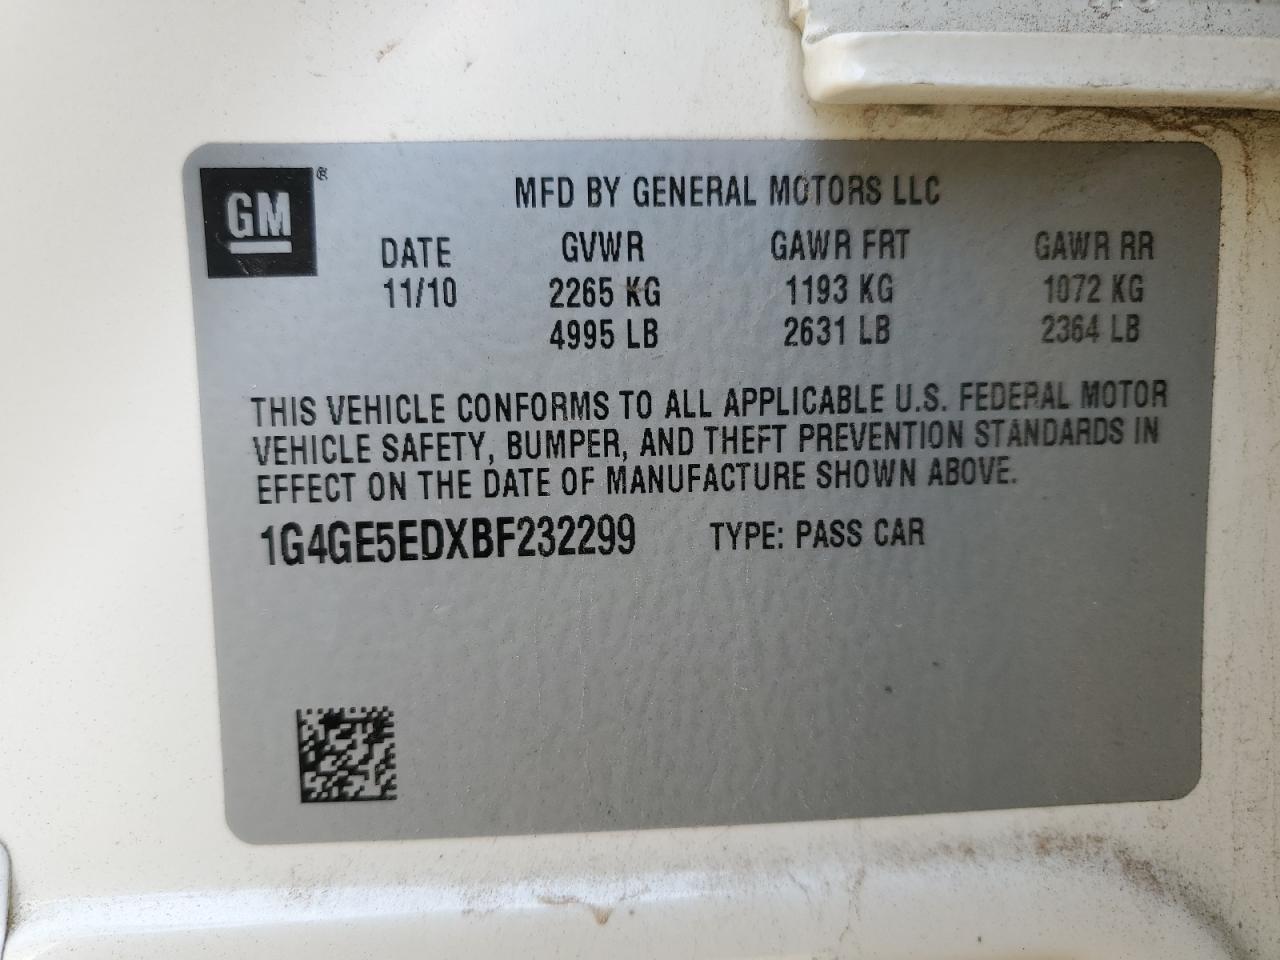 GM®
MFD BY GENERAL MOTORS LLC
DATE GVWR GAWR FRT GAWR RR
11/10 2265 KG 1193 KG 1072 KG
4995 LB 2631 LB 2364 LB
THIS VEHICLE CONFORMS TO ALL APPLICABLE U.S. FEDERAL MOTOR
VEHICLE SAFETY, BUMPER, AND THEFT PREVENTION STANDARDS IN
EFFECT ON THE DATE OF MANUFACTURE SHOWN ABOVE.
1G4GE5EDXBF232299 TYPE: PASS CAR